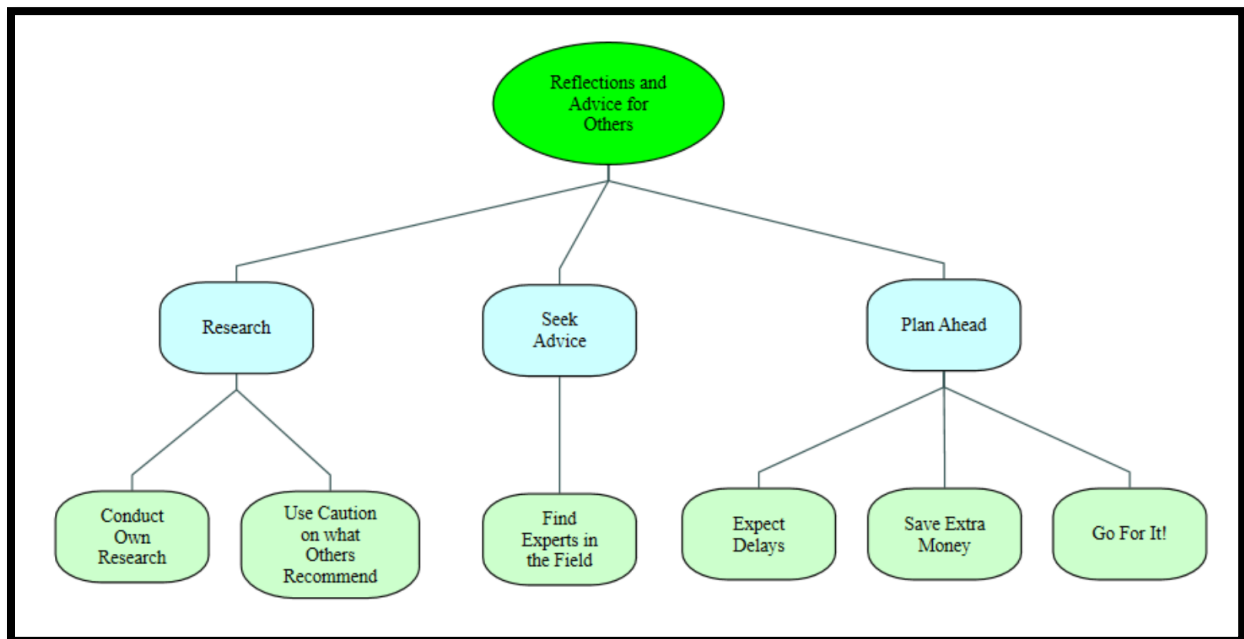 Reflections and
Advice for
Others
Research
Seek
Advice
Plan Ahead
Conduct
Own
Research
Use Caution
on what
Others
Recommend
Find
Experts in
the Field
Expect
Delays
Save Extra
Money
Go For It!